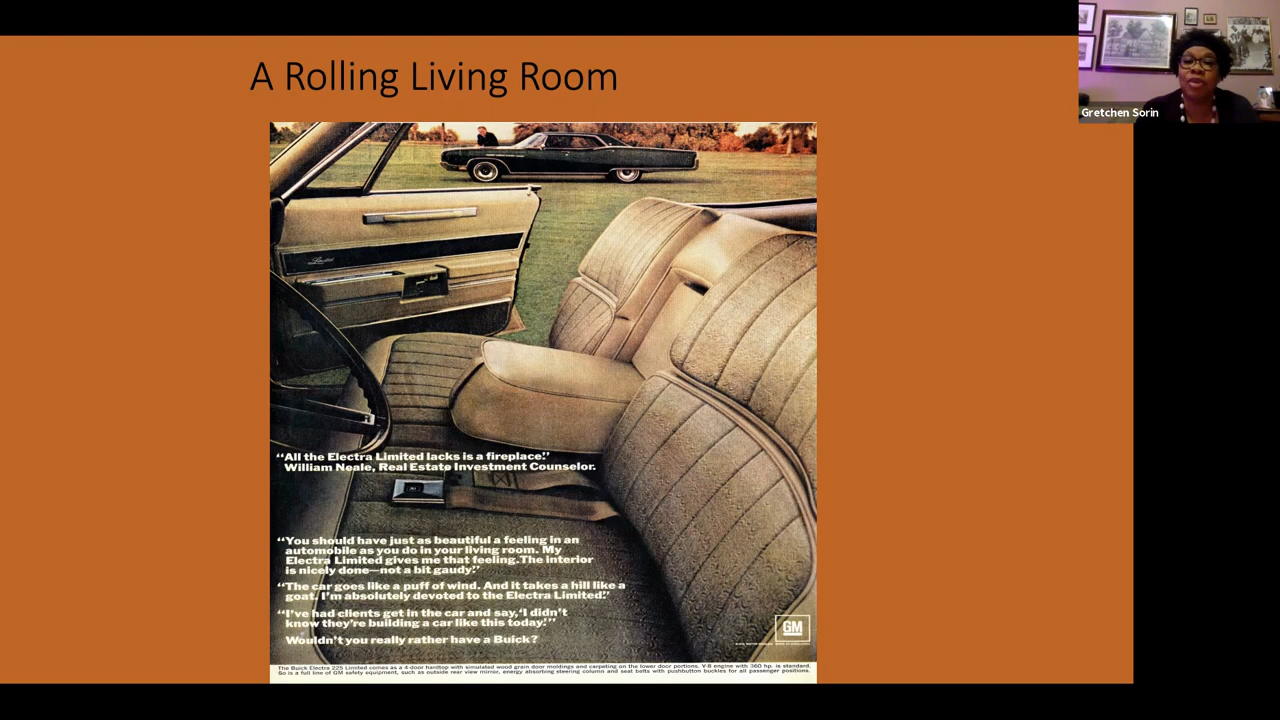 A Rolling Living Room
Gretchen Sorin
Limited
“All the Electra Limited lacks is a fireplace.”
William Neale, Real Estate Investment Counselor.
“You should have just as beautiful a feeling in an
automobile as you do in your living room. My
Electra Limited gives me that feeling. The interior
is nicely done—not a bit gaudy.”
“The car goes like a puff of wind. And it takes a hill like a
goat. I’m absolutely devoted to the Electra Limited.”
“I’ve had clients get in the car and say, ‘I didn’t
know they’re building a car like this today.’”
Wouldn’t you really rather have a Buick?
GM
The Buick Electra 225 Limited comes as a 4-door hardtop with simulated wood grain door moldings and carpeting on the lower door portions. V-8 engine with 360 hp. is standard.
So is a full line of GM safety equipment, such as outside rear view mirror, energy absorbing steering column and seat belts with pushbutton buckles for all passenger positions.